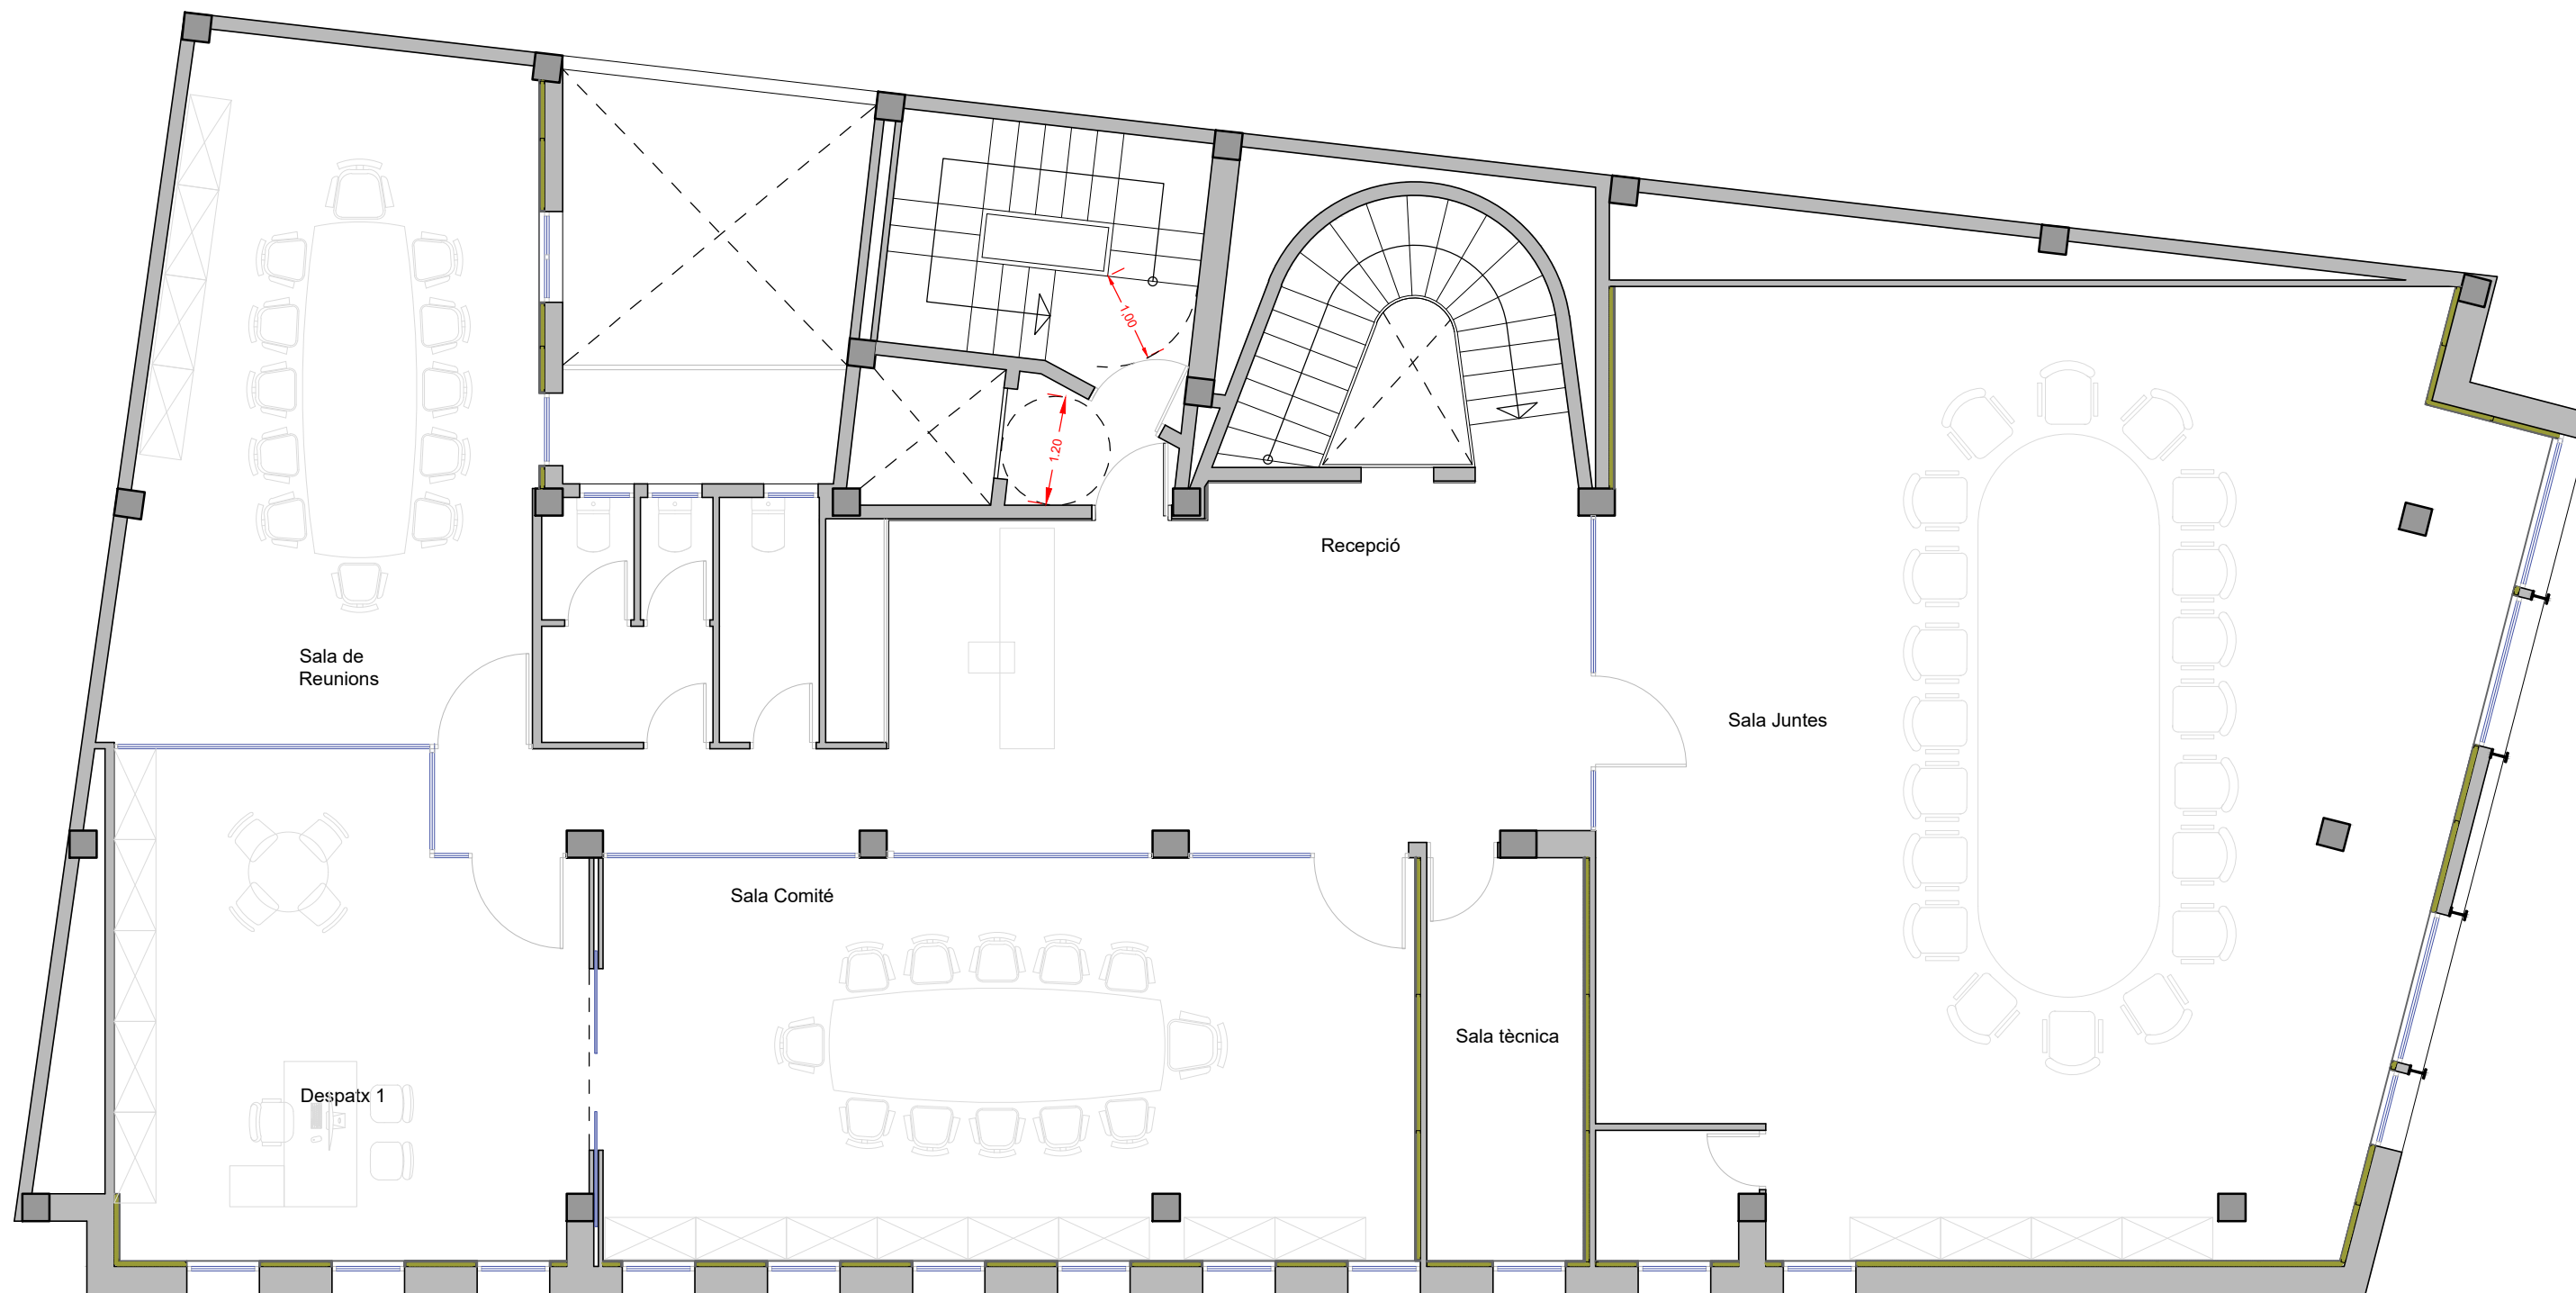 1,00
1.20
Recepció
Sala de
Reunions
Sala Juntes
Sala Comité
Sala tècnica
Despatx 1